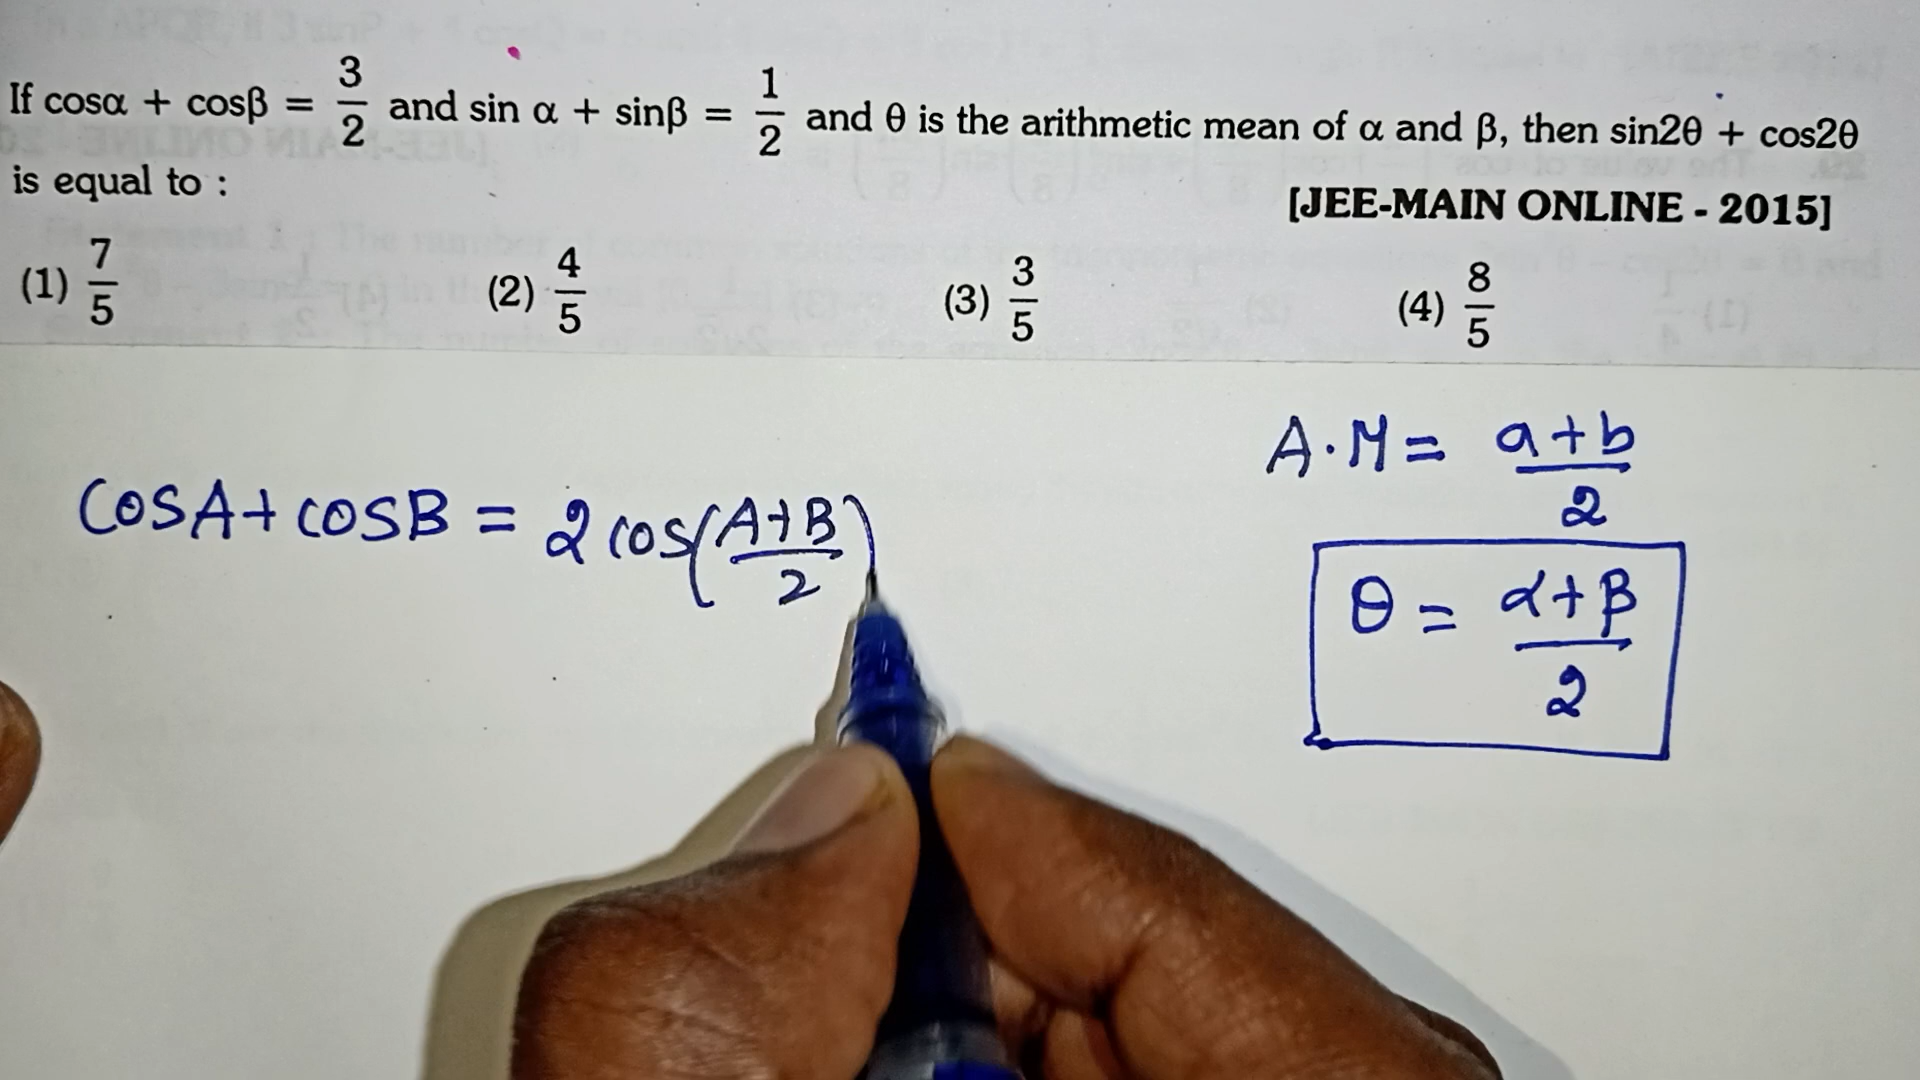 If cosα + cosβ = 3/2 and sin α + sinβ = 1/2 and θ is the arithmetic mean of α and β, then sin2θ + cos2θ
is equal to :
[JEE-MAIN ONLINE - 2015]
(1) 7/5 (2) 4/5 (3) 3/5 (4) 8/5
A.M = a+b/2
cosA+cosB = 2 cos(A+B/2)
θ = α+β/2